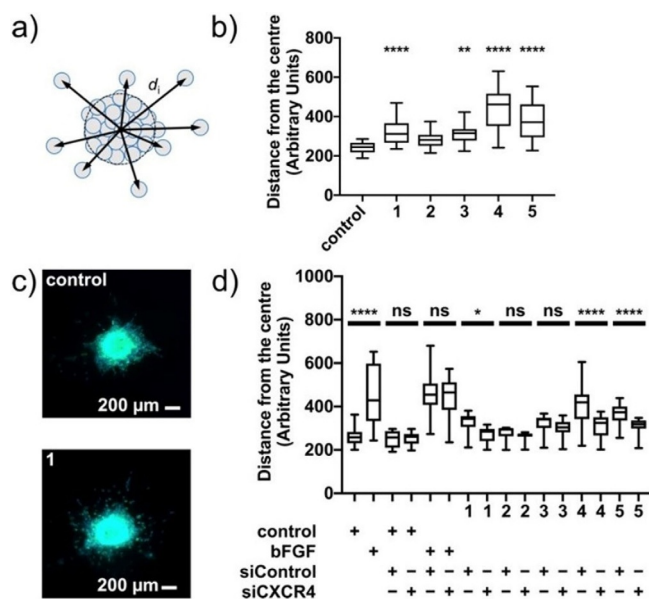 a)
d_i
b)
Distance from the centre
(Arbitrary Units)
800
600
400
200
0
**** ** **** ****
control 1 2 3 4 5
c)
control
200 µm
1
200 µm
d)
Distance from the centre
(Arbitrary Units)
1000
800
600
400
200
0
**** ns ns * ns ns **** ****
1 1 2 2 3 3 4 4 5 5
control + + +
bFGF + + +
siControl + − + − + − + − + − + − + −
siCXCR4 − + − + − + − + − + − + − +